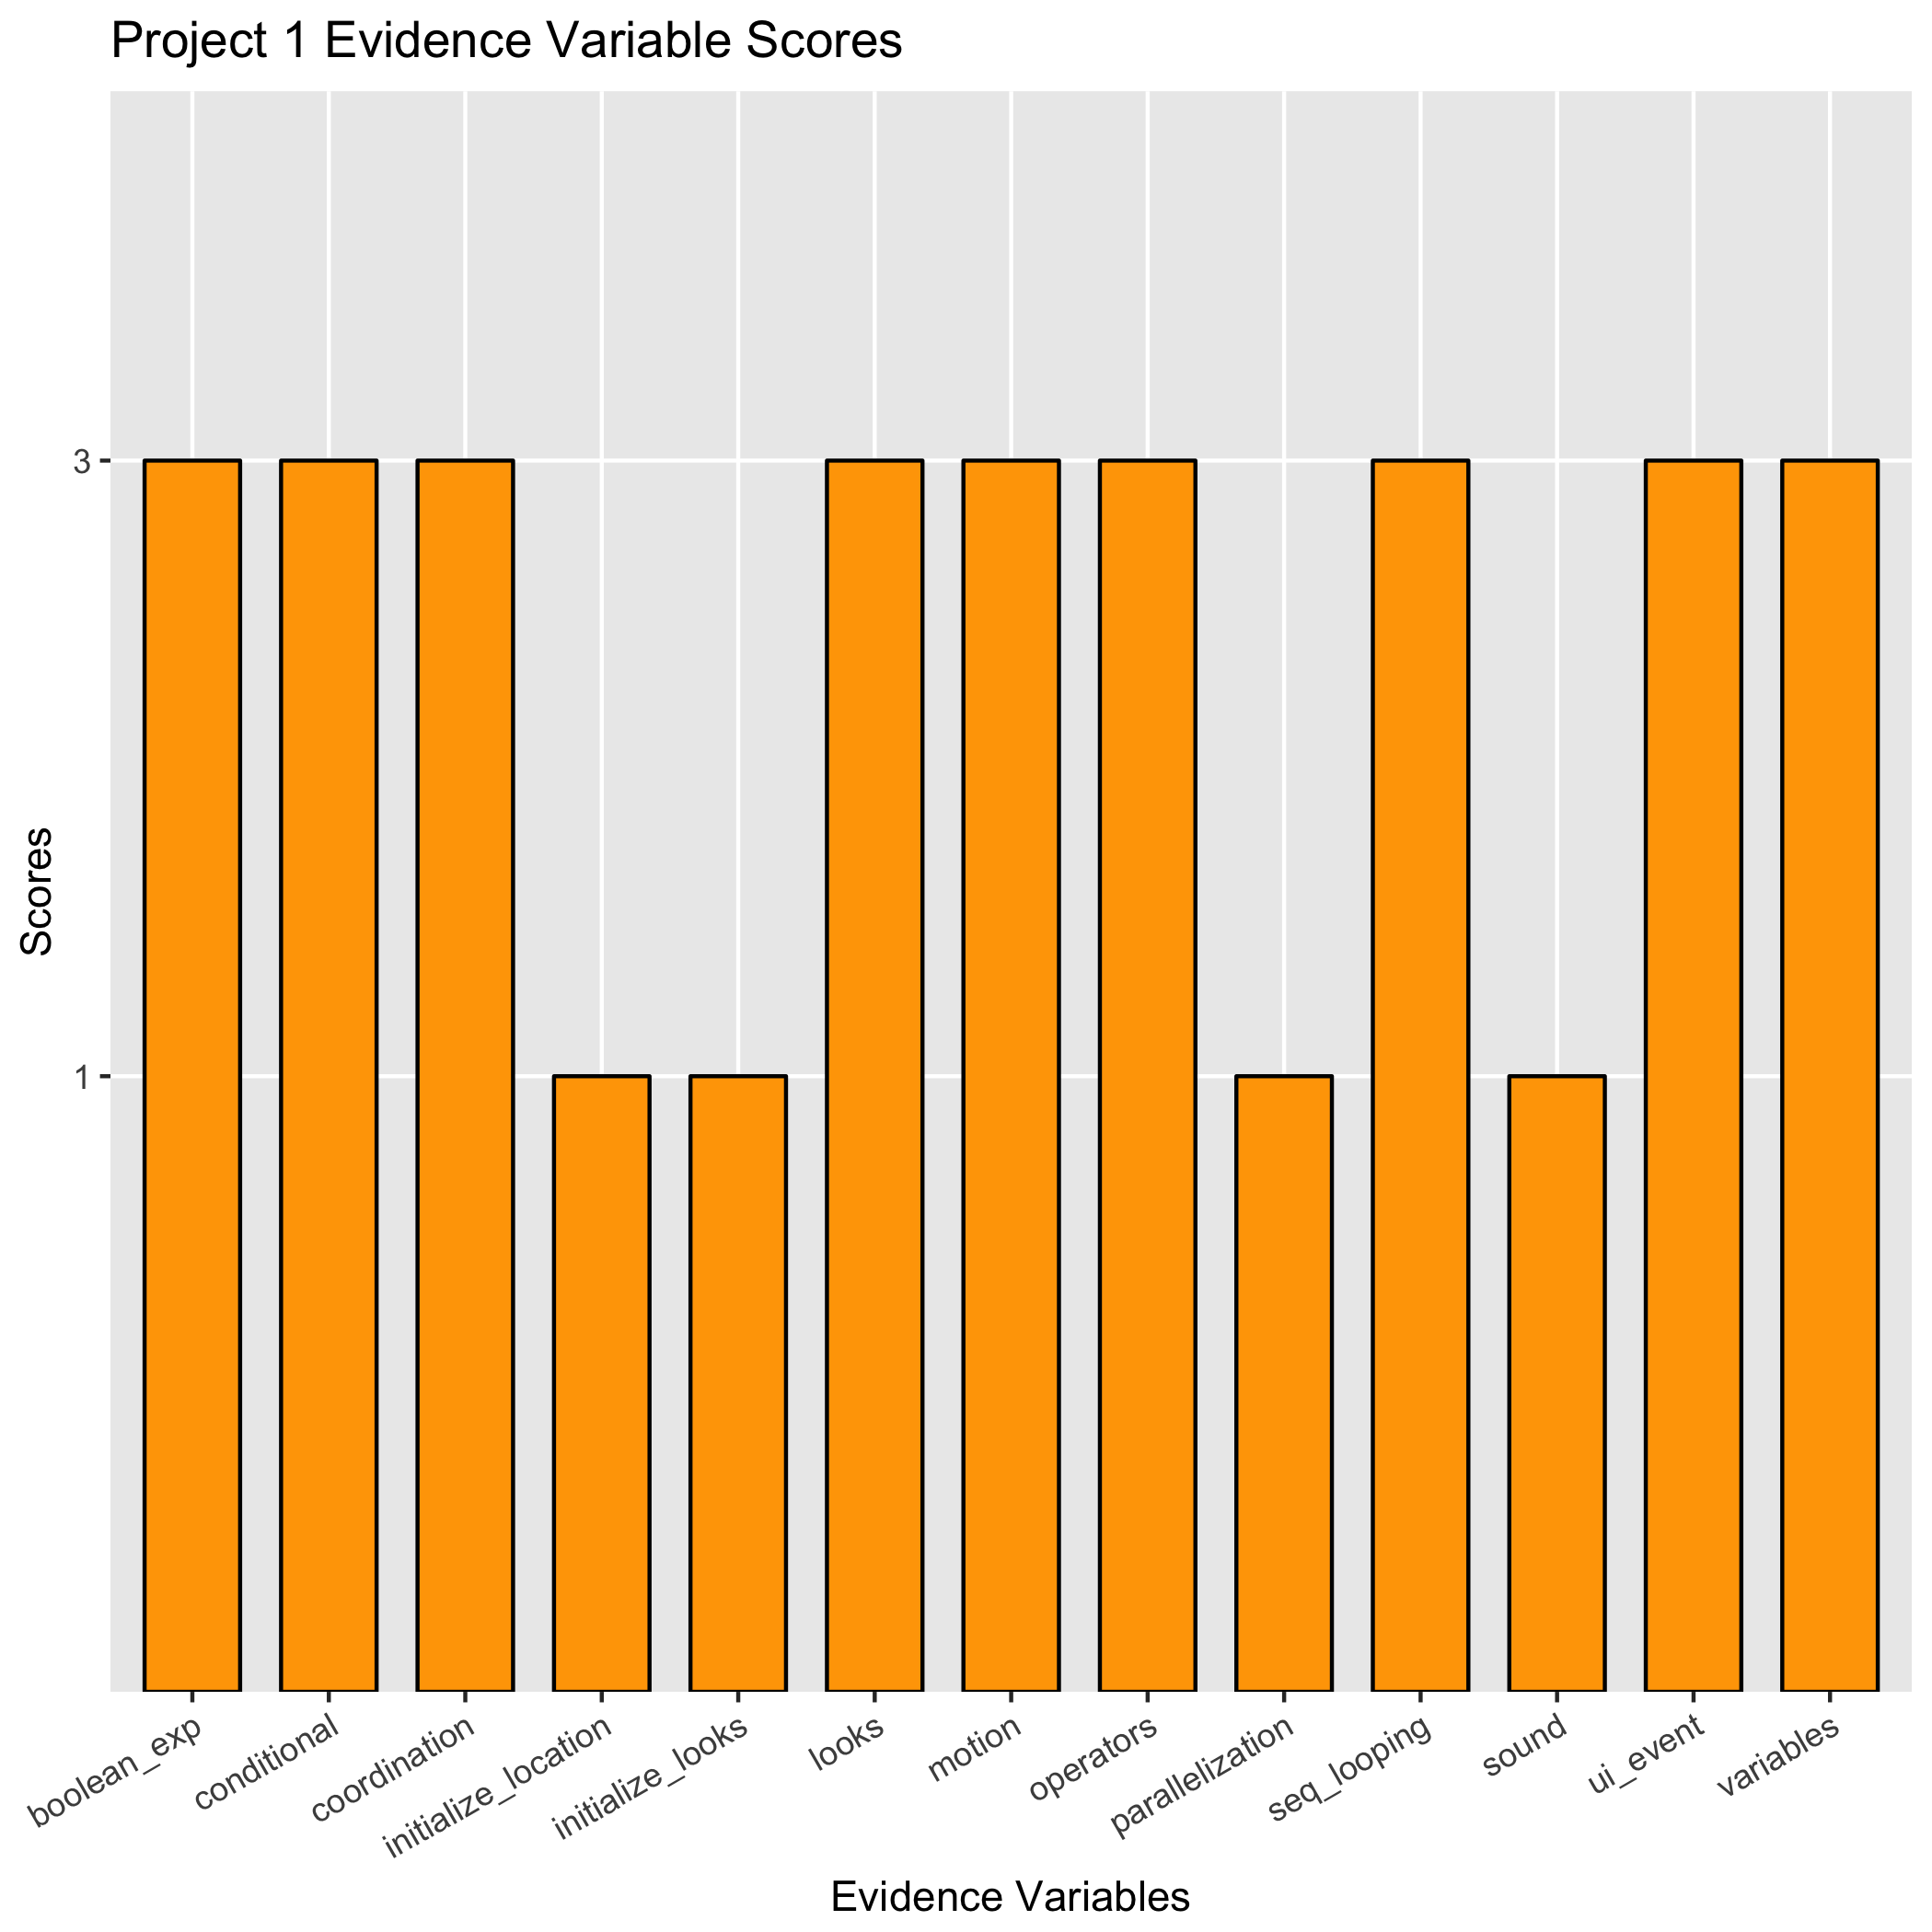 Project 1 Evidence Variable Scores
Scores
3
1
boolean_exp
conditional
coordination
initialize_location
initialize_looks
looks
motion
operators
parallelization
seq_looping
sound
ui_event
variables
Evidence Variables